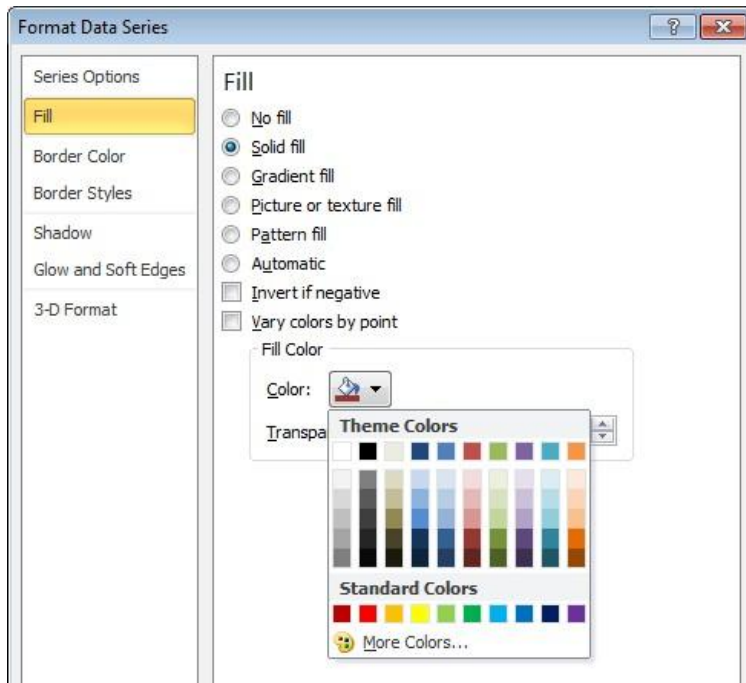 Format Data Series
?
Series Options
Fill
Border Color
Border Styles
Shadow
Glow and Soft Edges
3-D Format
Fill
No fill
Solid fill
Gradient fill
Picture or texture fill
Pattern fill
Automatic
Invert if negative
Vary colors by point
Fill Color
Color:
Transpa
Theme Colors
Standard Colors
More Colors...